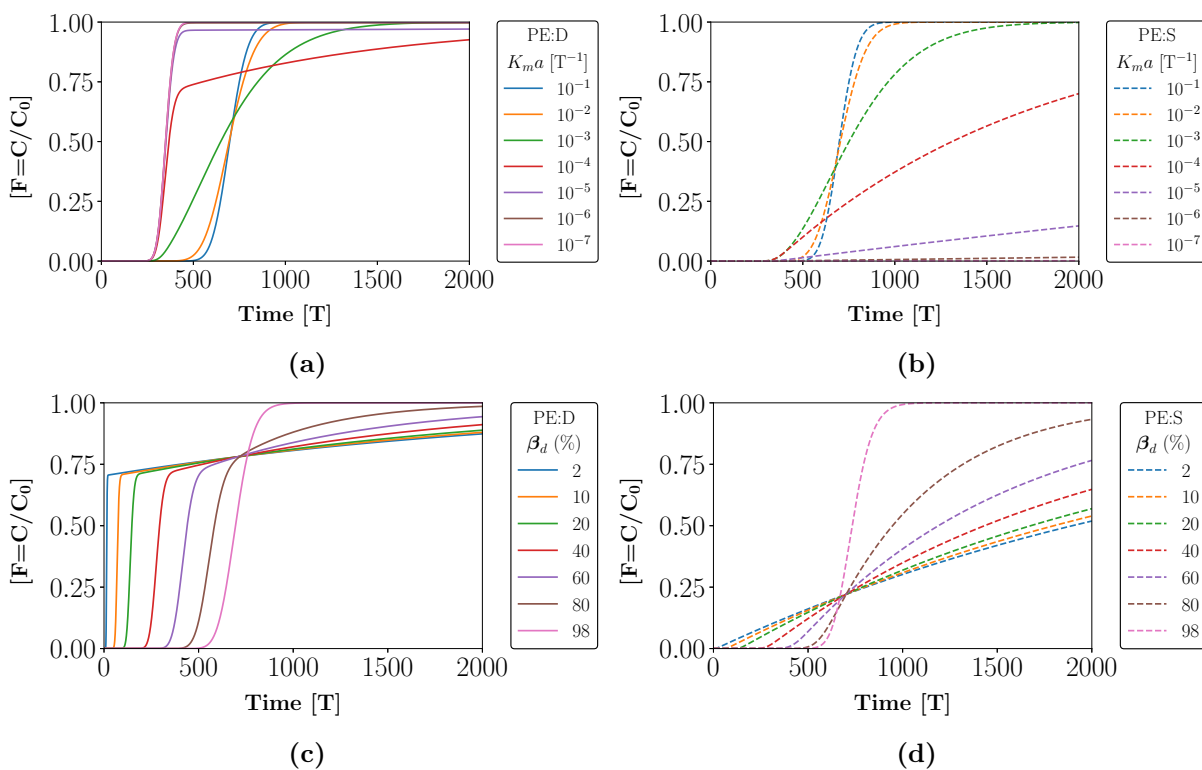 1.00
0.75
0.50
0.25
0.00
0 500 1000 1500 2000
[F=C/C₀]
Time [T]
PE:D
Kₘa [T⁻¹]
10⁻¹
10⁻²
10⁻³
10⁻⁴
10⁻⁵
10⁻⁶
10⁻⁷
(a)
1.00
0.75
0.50
0.25
0.00
0 500 1000 1500 2000
[F=C/C₀]
Time [T]
PE:S
Kₘa [T⁻¹]
10⁻¹
10⁻²
10⁻³
10⁻⁴
10⁻⁵
10⁻⁶
10⁻⁷
(b)
1.00
0.75
0.50
0.25
0.00
0 500 1000 1500 2000
[F=C/C₀]
Time [T]
PE:D
β_d (%)
2
10
20
40
60
80
98
(c)
1.00
0.75
0.50
0.25
0.00
0 500 1000 1500 2000
[F=C/C₀]
Time [T]
PE:S
β_d (%)
2
10
20
40
60
80
98
(d)